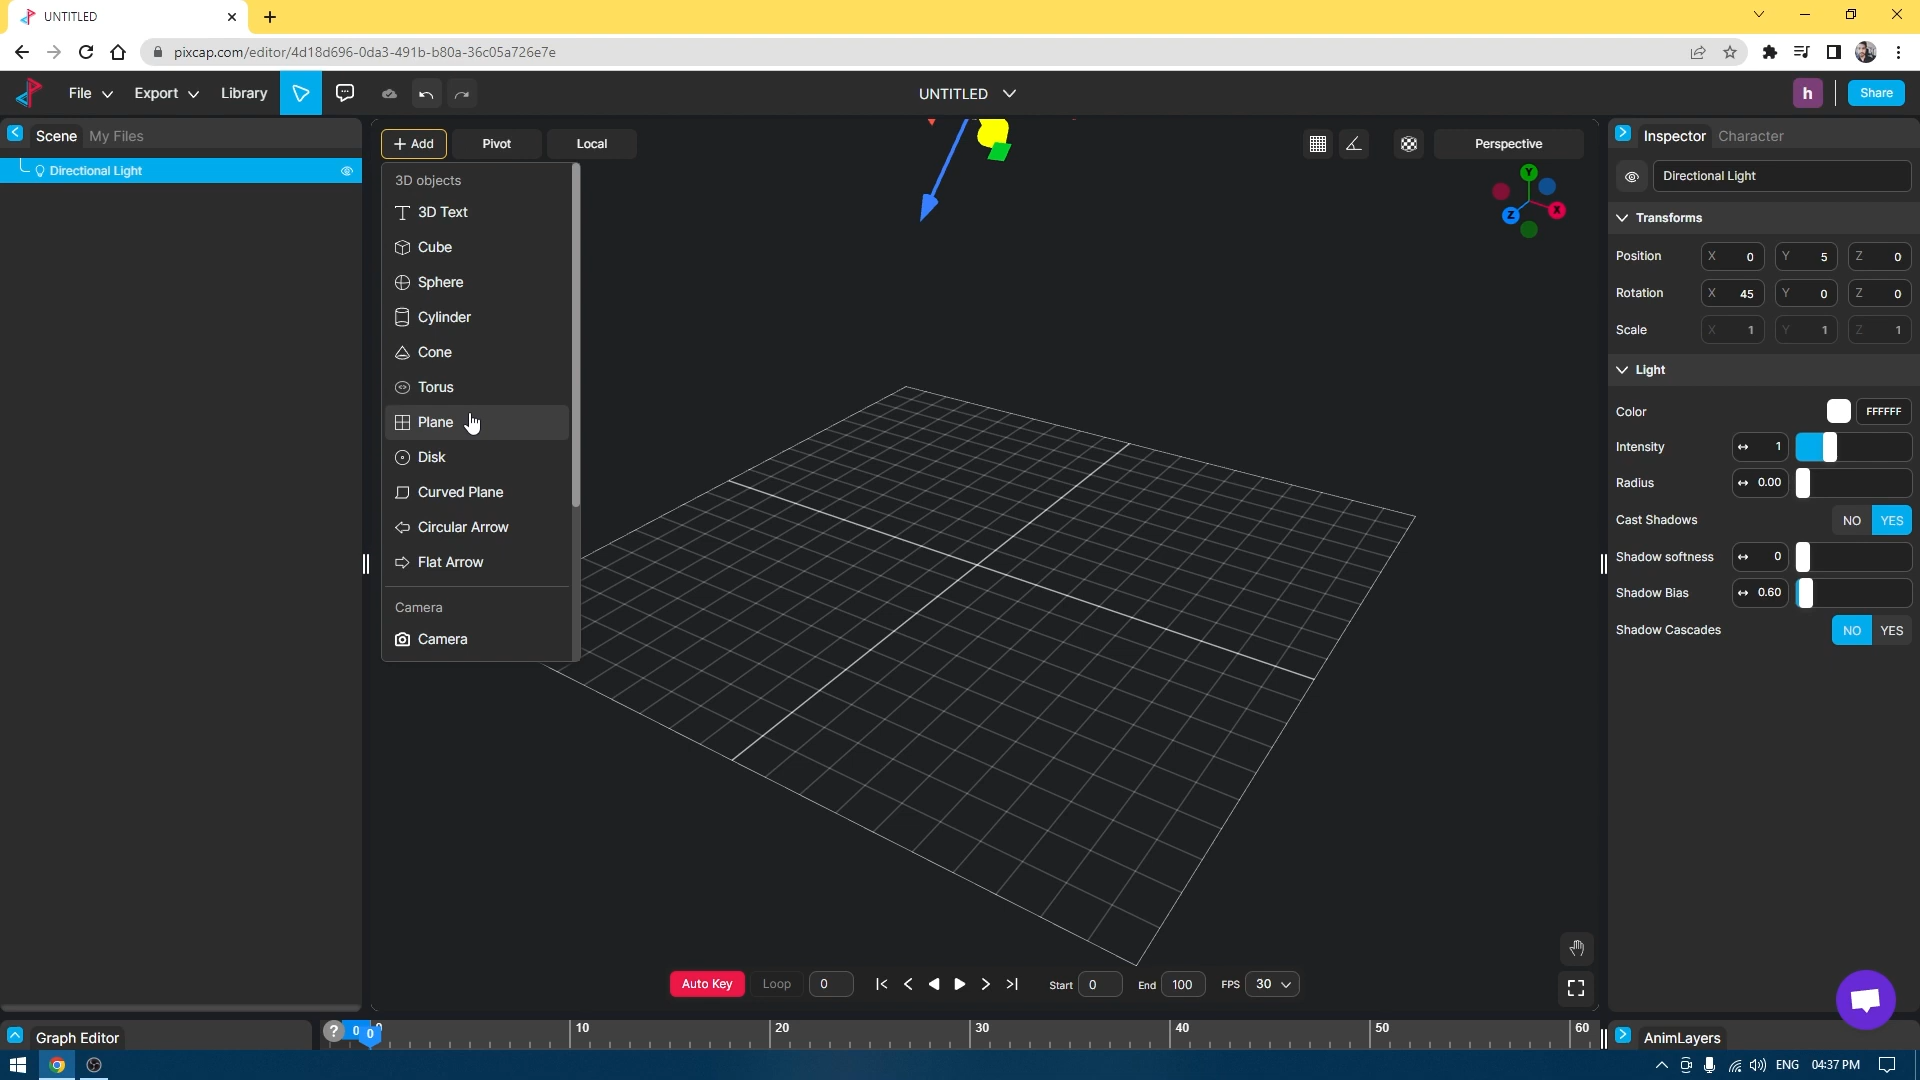 UNTITLED
pixcap.com/editor/4d18d696-0da3-491b-b80a-36c05a726e7e
File Export Library UNTITLED h Share
Scene My Files
Directional Light
+ Add Pivot Local Perspective
3D objects
3D Text
Cube
Sphere
Cylinder
Cone
Torus
Plane
Disk
Curved Plane
Circular Arrow
Flat Arrow
Camera
Camera
Y
Z X
Inspector Character
Directional Light
Transforms
Position X 0 Y 5 Z 0
Rotation X 45 Y 0 Z 0
Scale X 1 Y 1 Z 1
Light
Color FFFFFF
Intensity 1
Radius 0.00
Cast Shadows NO YES
Shadow softness 0
Shadow Bias 0.60
Shadow Cascades NO YES
Auto Key Loop 0 Start 0 End 100 FPS 30
Graph Editor ? 0 0 10 20 30 40 50 60 AnimLayers
ENG 04:37 PM